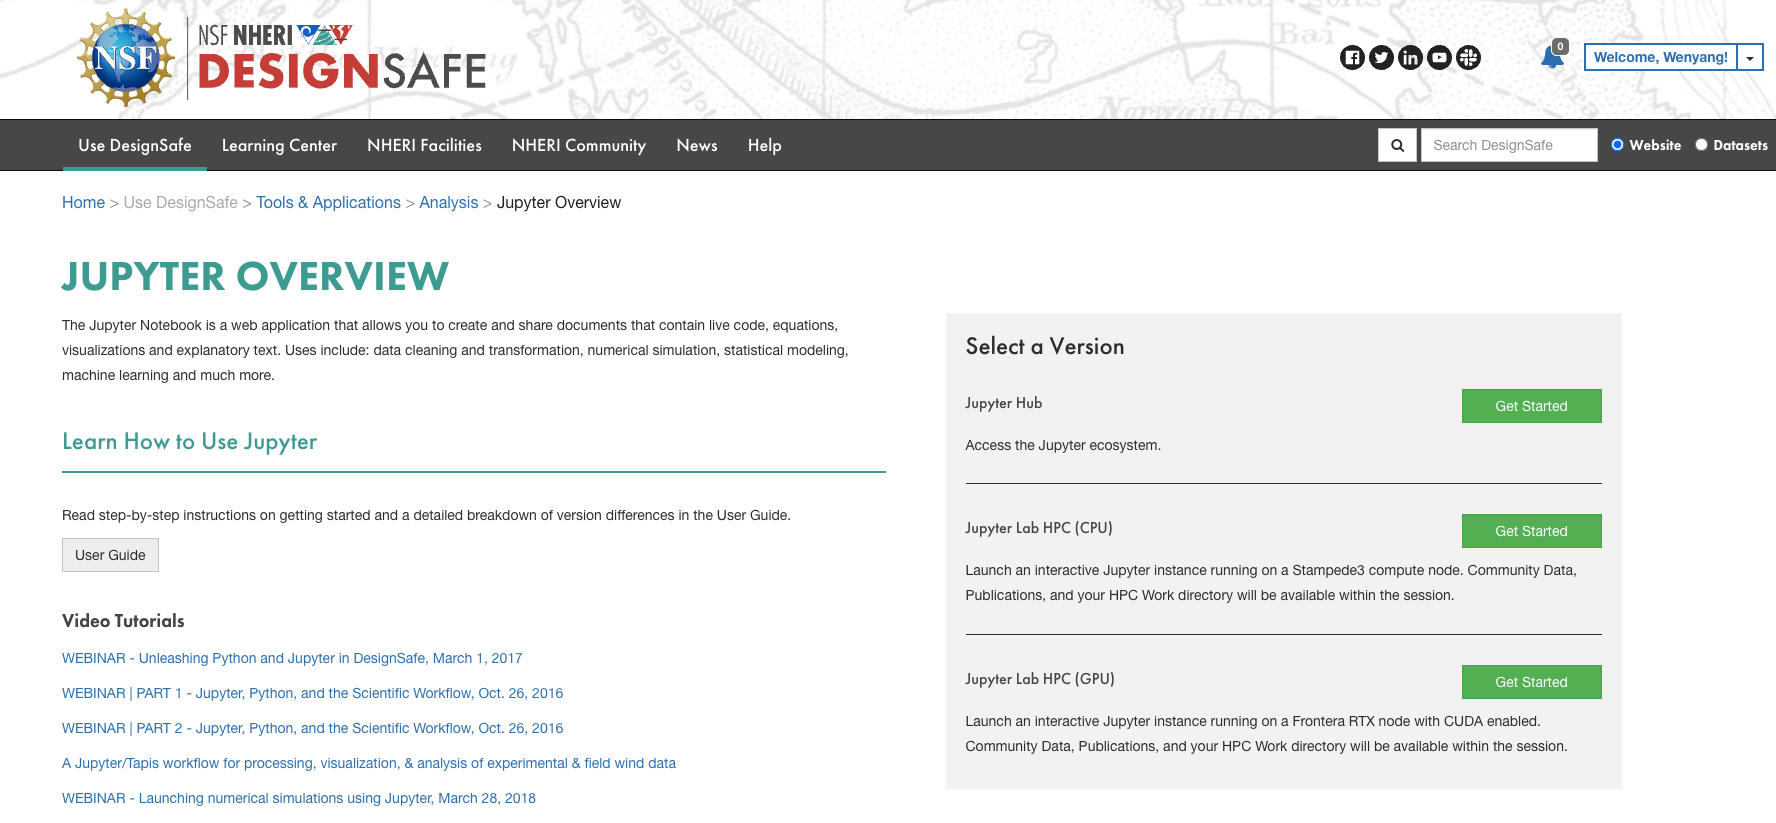 NSF
NSF NHERI
DESIGNSAFE
Bai
Norway H
0
Welcome, Wenyang!
Use DesignSafe
Learning Center
NHERI Facilities
NHERI Community
News
Help
Search DesignSafe
Website
Datasets
Home > Use DesignSafe > Tools & Applications > Analysis > Jupyter Overview
JUPYTER OVERVIEW
The Jupyter Notebook is a web application that allows you to create and share documents that contain live code, equations,
visualizations and explanatory text. Uses include: data cleaning and transformation, numerical simulation, statistical modeling,
machine learning and much more.
Learn How to Use Jupyter
Read step-by-step instructions on getting started and a detailed breakdown of version differences in the User Guide.
User Guide
Video Tutorials
WEBINAR - Unleashing Python and Jupyter in DesignSafe, March 1, 2017
WEBINAR | PART 1 - Jupyter, Python, and the Scientific Workflow, Oct. 26, 2016
WEBINAR | PART 2 - Jupyter, Python, and the Scientific Workflow, Oct. 26, 2016
A Jupyter/Tapis workflow for processing, visualization, & analysis of experimental & field wind data
WEBINAR - Launching numerical simulations using Jupyter, March 28, 2018
Select a Version
Jupyter Hub
Get Started
Access the Jupyter ecosystem.
Jupyter Lab HPC (CPU)
Get Started
Launch an interactive Jupyter instance running on a Stampede3 compute node. Community Data,
Publications, and your HPC Work directory will be available within the session.
Jupyter Lab HPC (GPU)
Get Started
Launch an interactive Jupyter instance running on a Frontera RTX node with CUDA enabled.
Community Data, Publications, and your HPC Work directory will be available within the session.